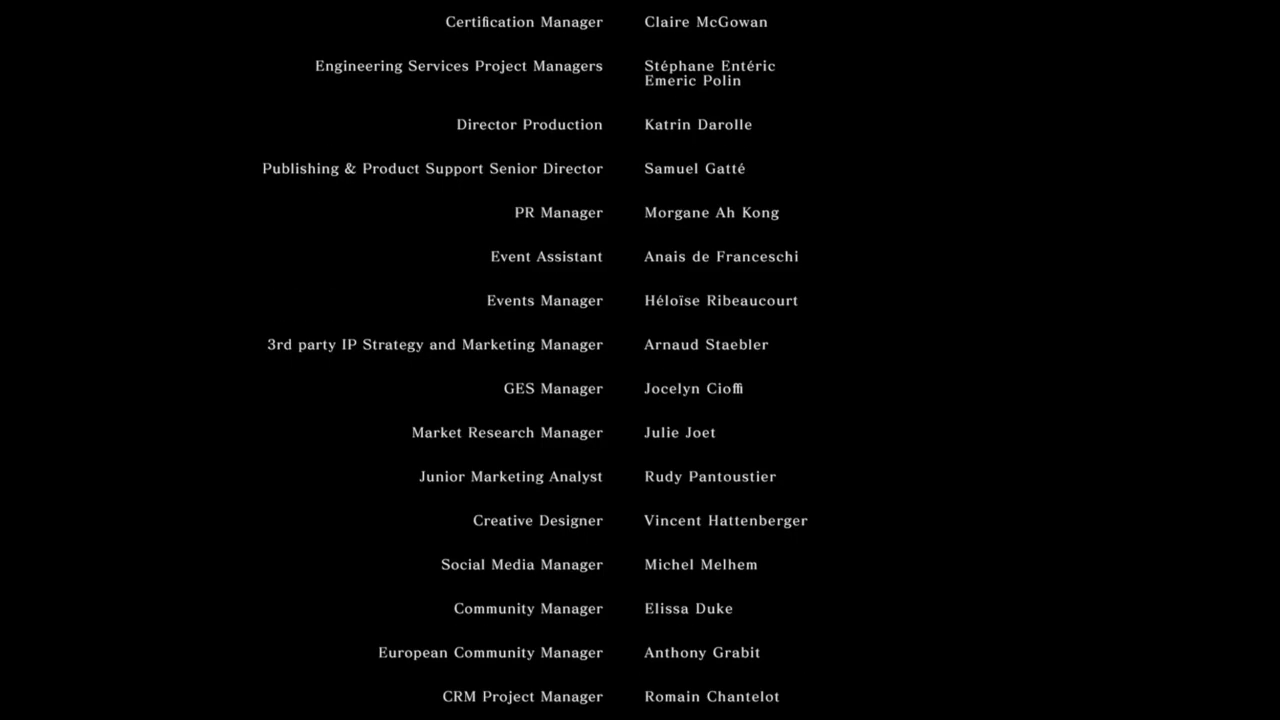 Certification Manager Claire McGowan
Engineering Services Project Managers Stéphane Entéric
Emeric Polin
Director Production Katrin Darolle
Publishing & Product Support Senior Director Samuel Gatté
PR Manager Morgane Ah Kong
Event Assistant Anais de Franceschi
Events Manager Héloïse Ribeaucourt
3rd party IP Strategy and Marketing Manager Arnaud Staebler
GES Manager Jocelyn Cioffi
Market Research Manager Julie Joet
Junior Marketing Analyst Rudy Pantoustier
Creative Designer Vincent Hattenberger
Social Media Manager Michel Melhem
Community Manager Elissa Duke
European Community Manager Anthony Grabit
CRM Project Manager Romain Chantelot